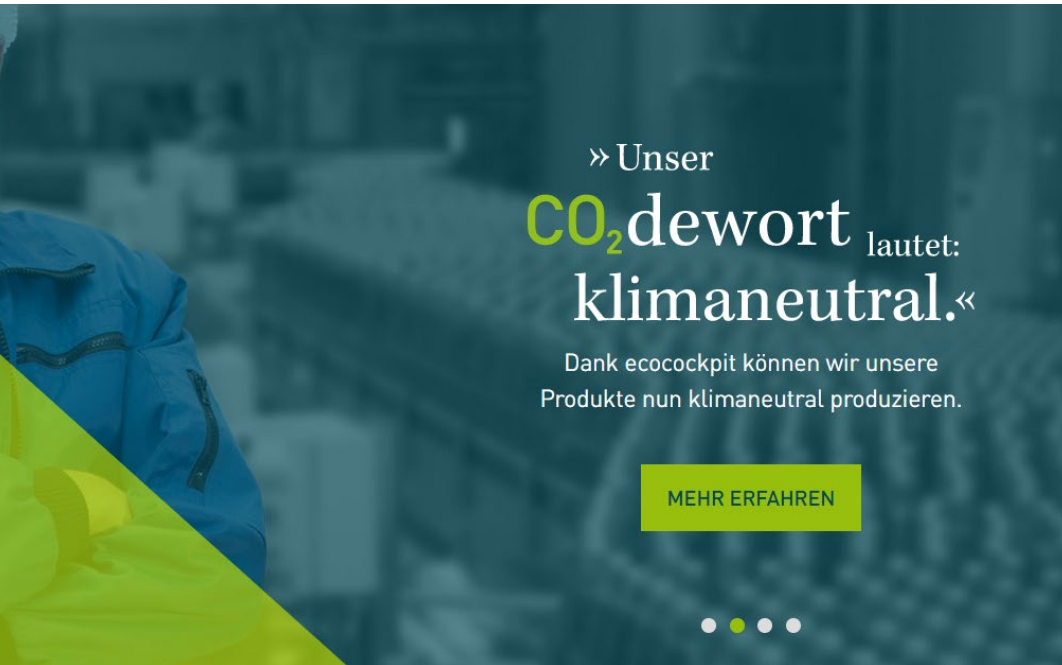 »Unser
CO₂dewort lautet:
klimaneutral.«
Dank ecocockpit können wir unsere
Produkte nun klimaneutral produzieren.
MEHR ERFAHREN